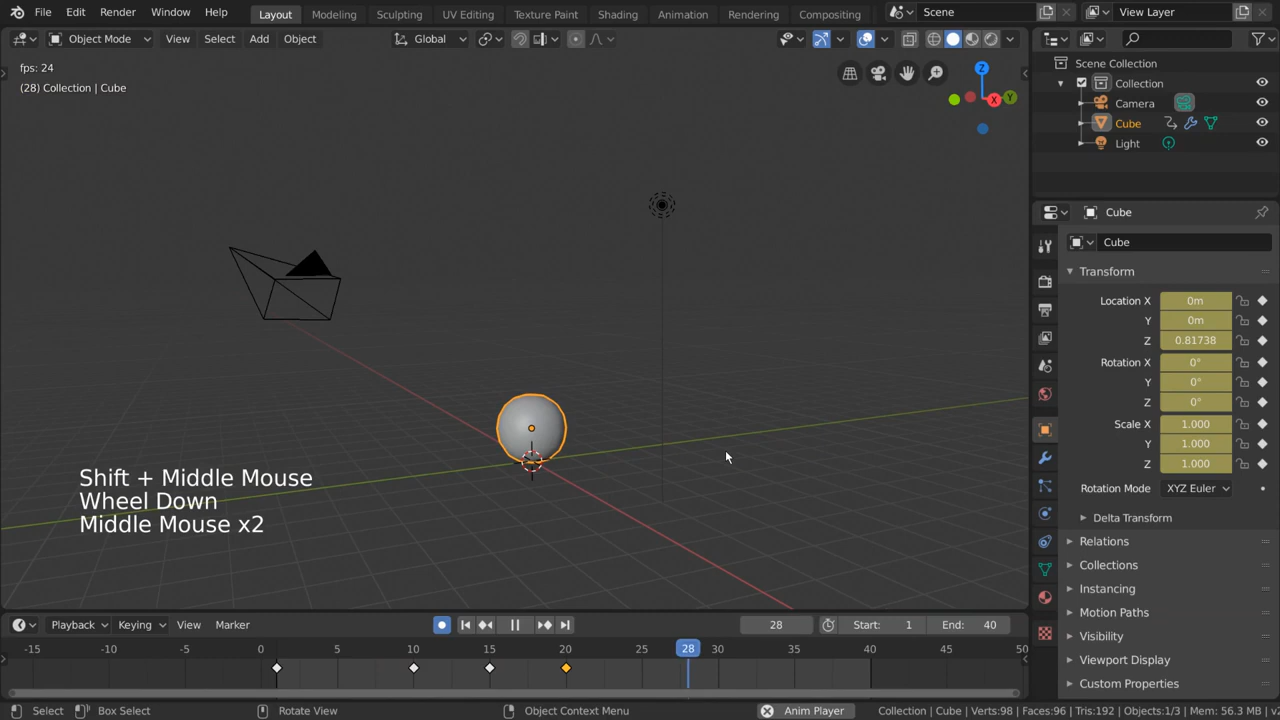 File Edit Render Window Help Layout Modeling Sculpting UV Editing Texture Paint Shading Animation Rendering Compositing Scene View Layer
Object Mode View Select Add Object Global
fps: 24
(28) Collection | Cube
Z
X
Y
Scene Collection
Collection
Camera
Cube
Light
Cube
Cube
Transform
Location X 0m
Y 0m
Z 0.81738
Rotation X 0°
Y 0°
Z 0°
Scale X 1.000
Y 1.000
Z 1.000
Rotation Mode XYZ Euler
Delta Transform
Relations
Collections
Instancing
Motion Paths
Visibility
Viewport Display
Custom Properties
Shift + Middle Mouse
Wheel Down
Middle Mouse x2
Playback Keying View Marker 28 Start: 1 End: 40
-15 -10 -5 0 5 10 15 20 25 28 30 35 40 45 50
Select Box Select Rotate View Object Context Menu Anim Player Collection | Cube | Verts:98 | Faces:96 | Tris:192 | Objects:1/3 | Mem: 56.3 MB |